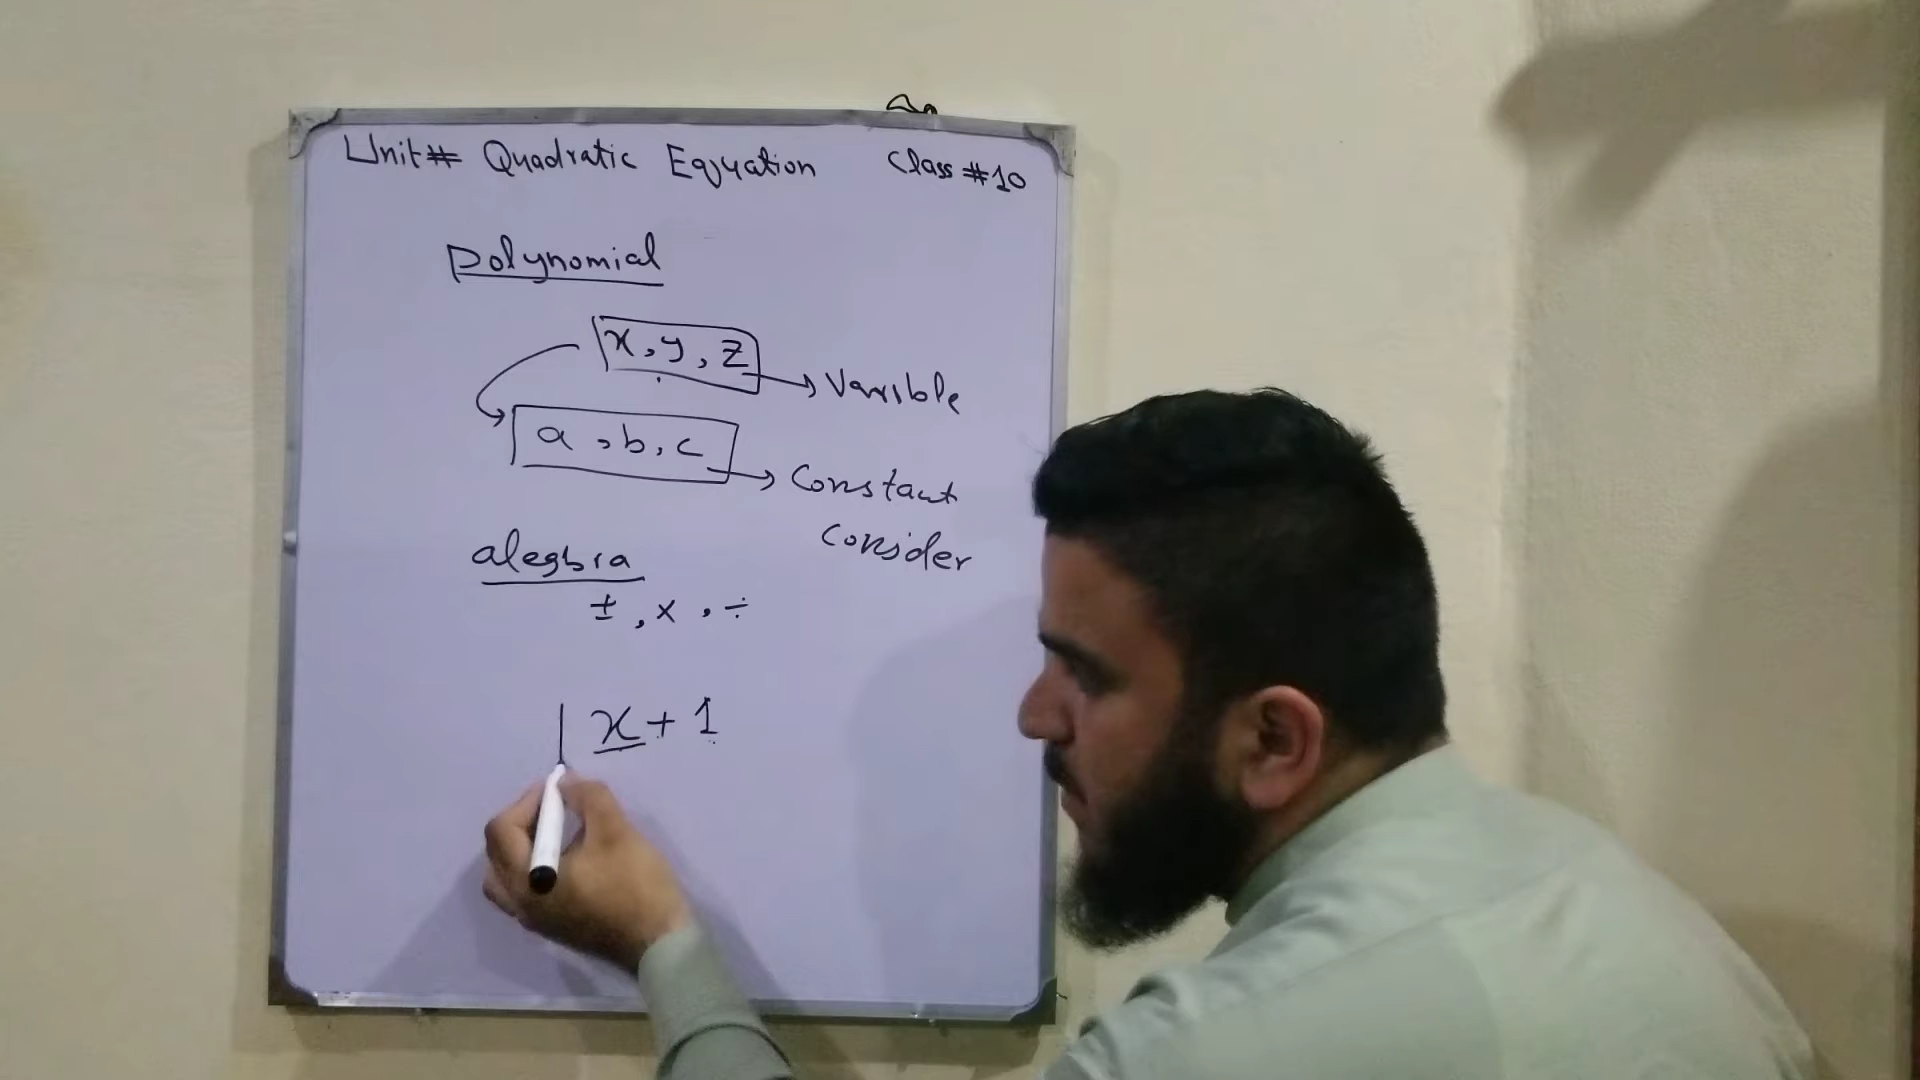 Unit# Quadratic Equation Class #10
Polynomial
x, y, z
Varible
a, b, c
Constant
Consider
alegbra
±, x, ÷
x + 1